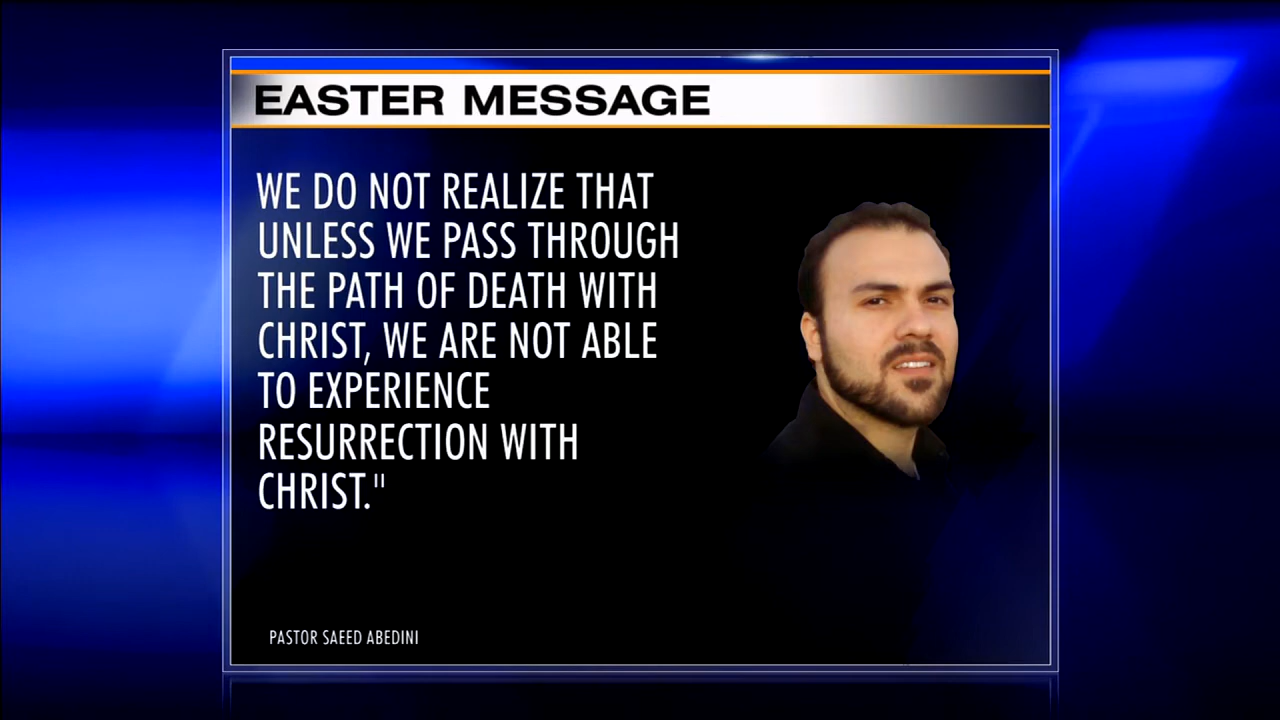 EASTER MESSAGE
WE DO NOT REALIZE THAT
UNLESS WE PASS THROUGH
THE PATH OF DEATH WITH
CHRIST, WE ARE NOT ABLE
TO EXPERIENCE
RESURRECTION WITH
CHRIST."
PASTOR SAEED ABEDINI